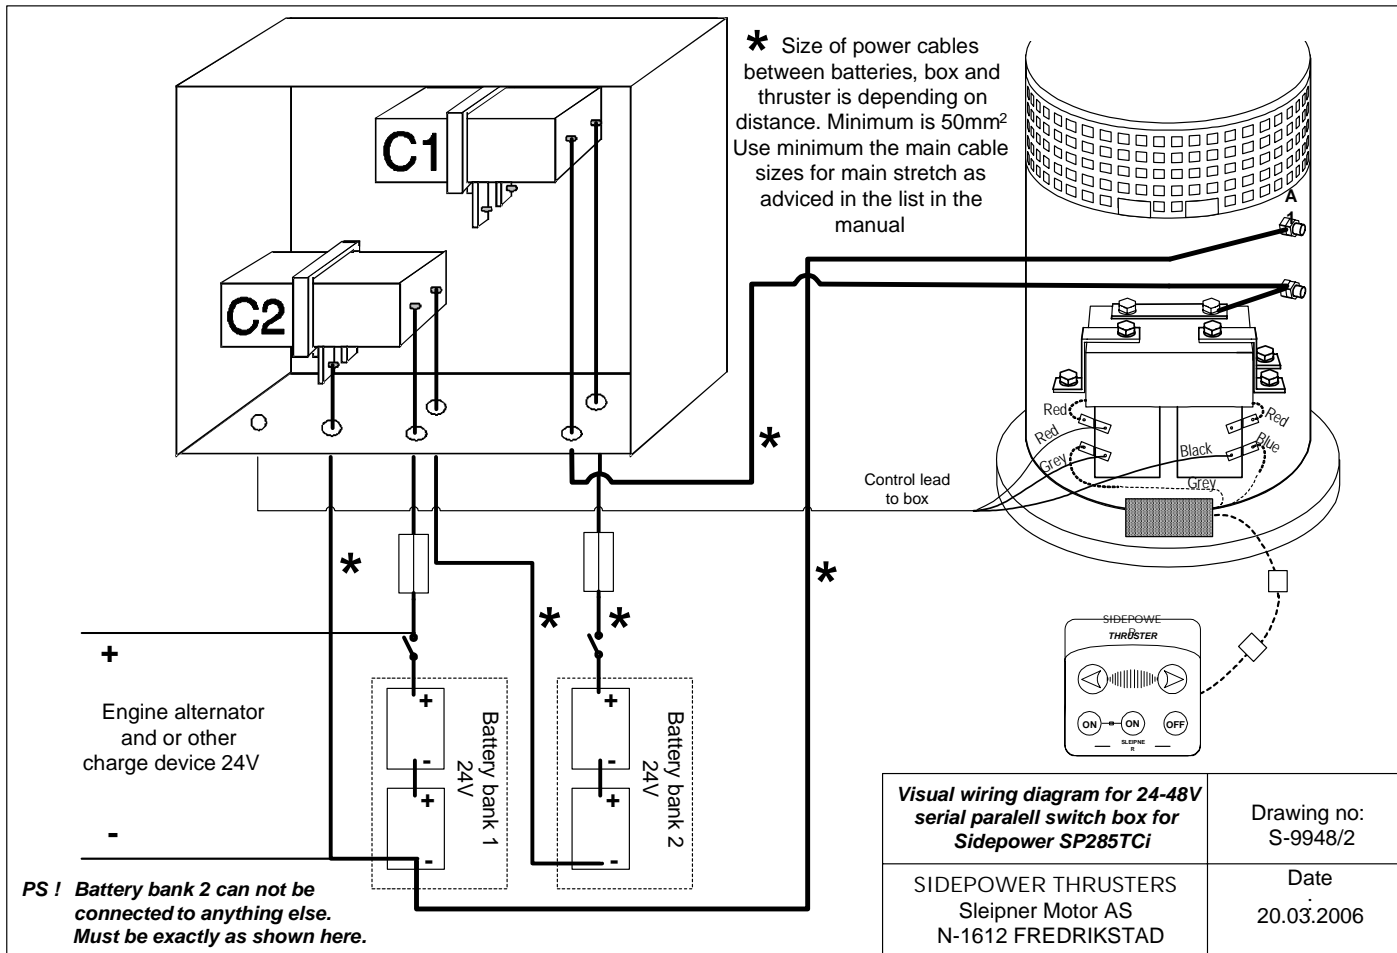 C1
C2
* Size of power cables
between batteries, box and
thruster is depending on
distance. Minimum is 50mm²
Use minimum the main cable
sizes for main stretch as
adviced in the list in the
manual
A
1
Red
Red
Grey
Red
Blue
Black
Grey
Control lead
to box
*
*
*
*
*
+
Engine alternator
and or other
charge device 24V
-
+
-
+
-
Battery bank 1
24V
+
-
+
-
Battery bank 2
24V
SIDEPOWE
R
THRUSTER
ON
ON
OFF
SLEIPNE
R
PS ! Battery bank 2 can not be
connected to anything else.
Must be exactly as shown here.
Visual wiring diagram for 24-48V
serial paralell switch box for
Sidepower SP285TCi
Drawing no:
S-9948/2
SIDEPOWER THRUSTERS
Sleipner Motor AS
N-1612 FREDRIKSTAD
Date
:
20.03.2006